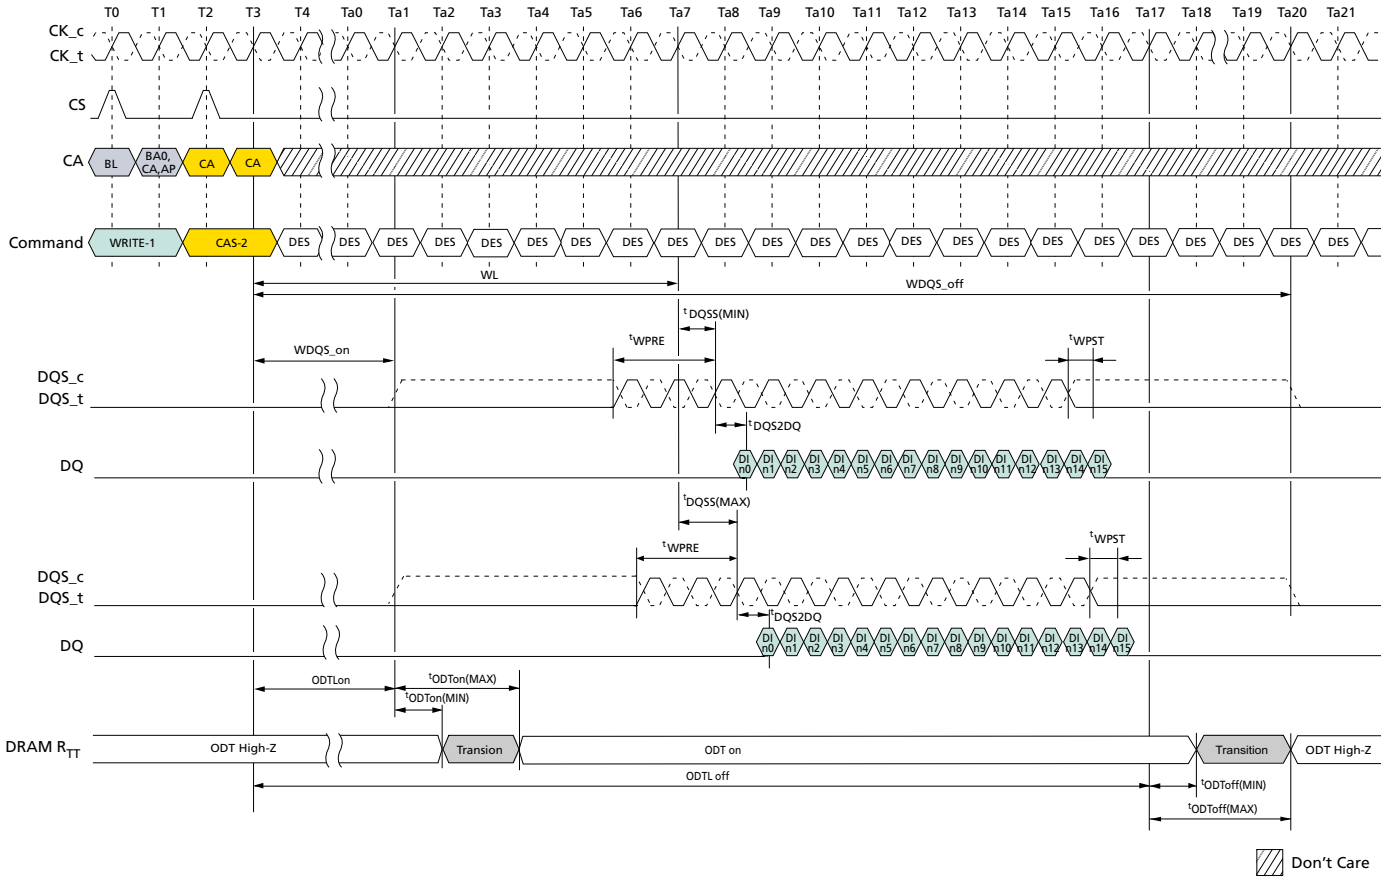 T0 T1 T2 T3 T4 Ta0 Ta1 Ta2 Ta3 Ta4 Ta5 Ta6 Ta7 Ta8 Ta9 Ta10 Ta11 Ta12 Ta13 Ta14 Ta15 Ta16 Ta17 Ta18 Ta19 Ta20 Ta21
CK_c
CK_t
CS
CA BL BA0, CA,AP CA CA
Command WRITE-1 CAS-2 DES DES DES DES DES DES DES DES DES DES DES DES DES DES DES DES DES DES DES DES DES DES DES
WL
WDQS_off
tDQSS(MIN)
WDQS_on tWPRE tWPST
DQS_c
DQS_t
tDQS2DQ
DQ DI n0 DI n1 DI n2 DI n3 DI n4 DI n5 DI n6 DI n7 DI n8 DI n9 DI n10 DI n11 DI n12 DI n13 DI n14 DI n15
tDQSS(MAX)
tWPRE tWPST
DQS_c
DQS_t
tDQS2DQ
DQ DI n0 DI n1 DI n2 DI n3 DI n4 DI n5 DI n6 DI n7 DI n8 DI n9 DI n10 DI n11 DI n12 DI n13 DI n14 DI n15
ODTLon tODTon(MAX)
tODTon(MIN)
DRAM RTT ODT High-Z Transion ODT on Transition ODT High-Z
ODTL off tODToff(MIN)
tODToff(MAX)
Don't Care